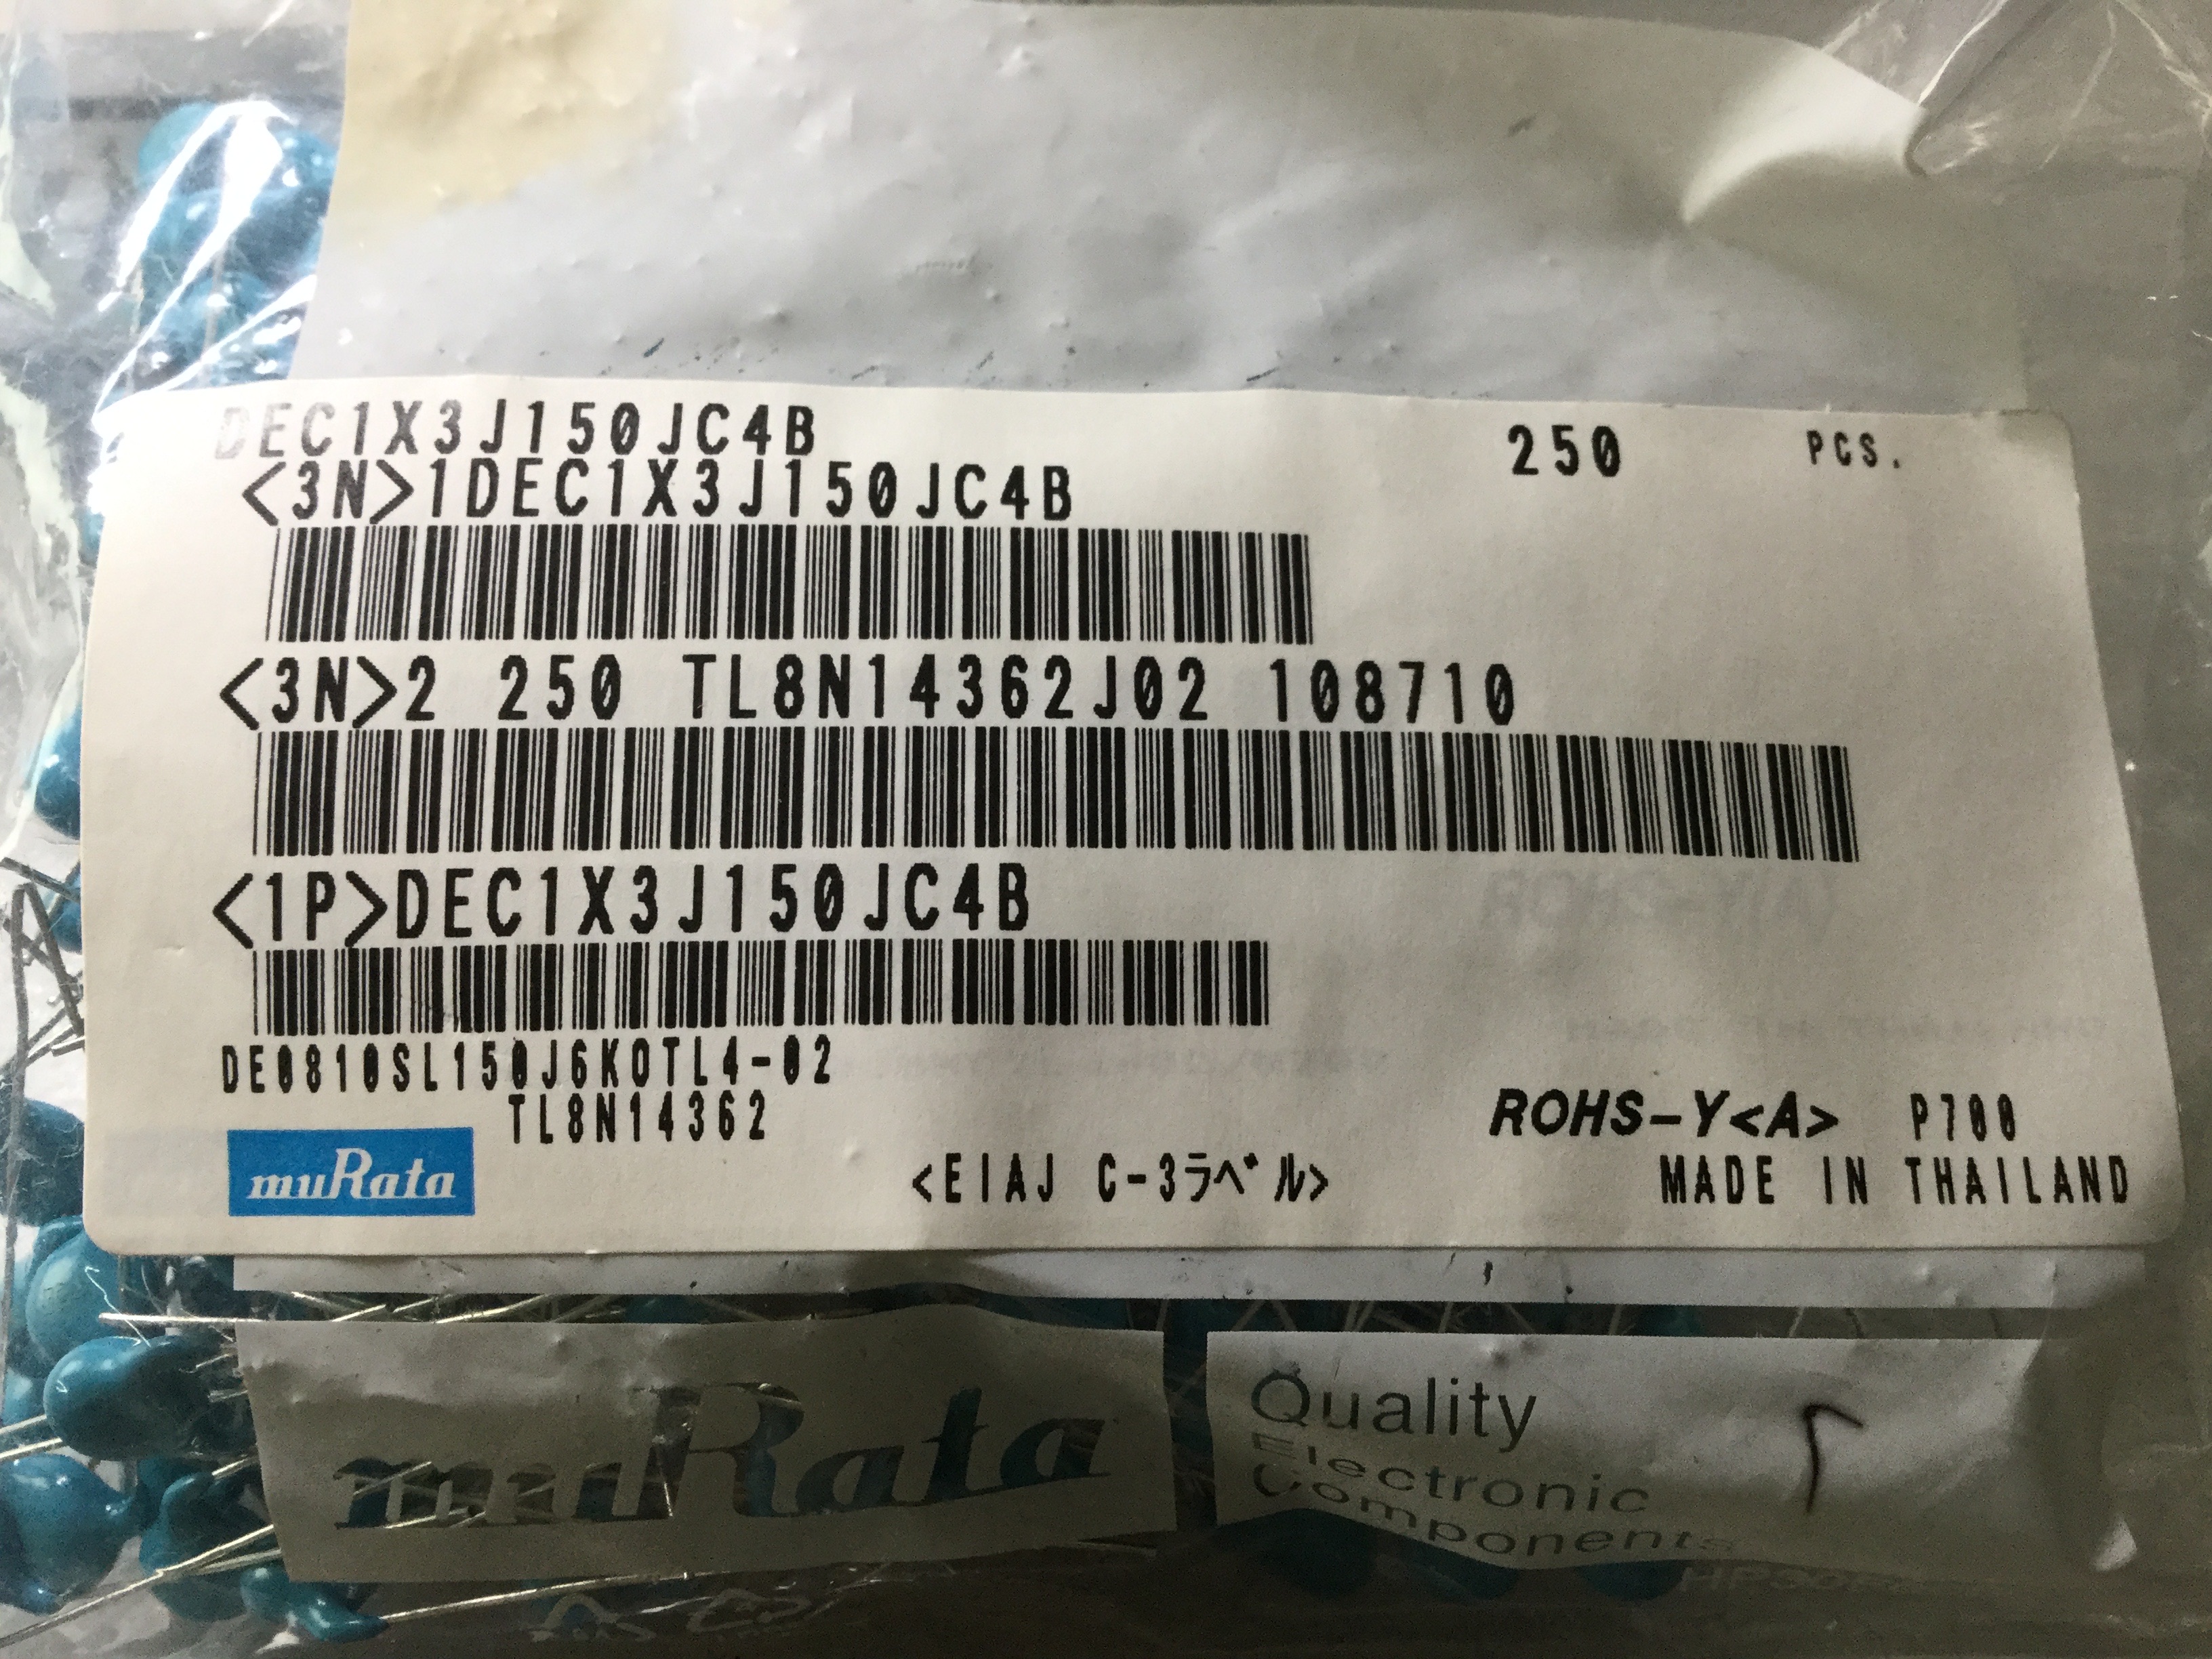 DEC1X3J150JC4B 250 PCS.
<3N>1DEC1X3J150JC4B
<3N>2 250 TL8N14362J02 108710
<1P>DEC1X3J150JC4B
DE0810SL150J6KOTL4-02
TL8N14362
ROHS-Y<A> P700
muRata
<EIAJ C-3ラベル>
MADE IN THAILAND
muRata
Quality
Electronic
Components